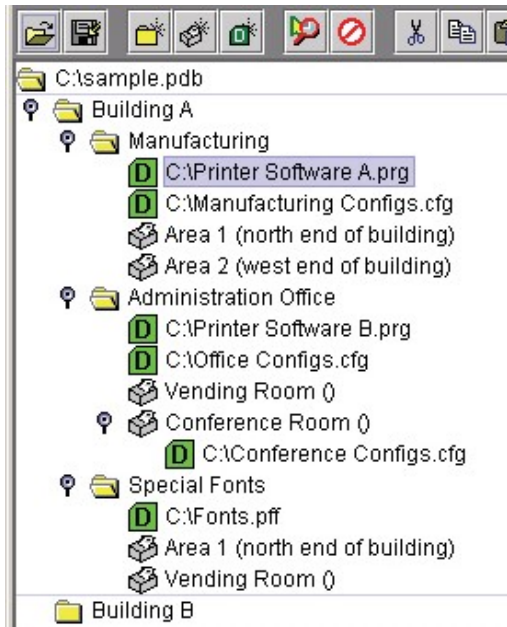 C:\sample.pdb
Building A
Manufacturing
D C:\Printer Software A.prg
D C:\Manufacturing Configs.cfg
Area 1 (north end of building)
Area 2 (west end of building)
Administration Office
D C:\Printer Software B.prg
D C:\Office Configs.cfg
Vending Room ()
Conference Room ()
D C:\Conference Configs.cfg
Special Fonts
D C:\Fonts.pff
Area 1 (north end of building)
Vending Room ()
Building B